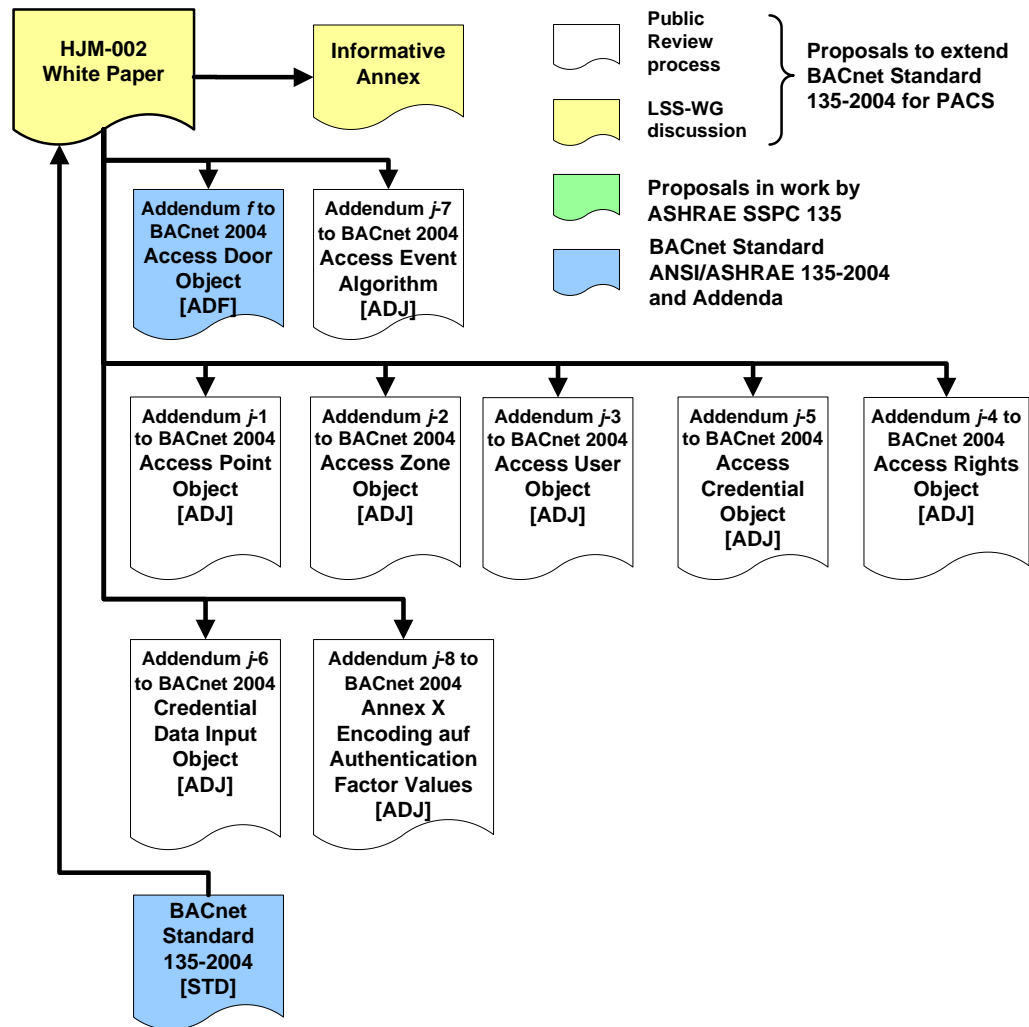 HJM-002
White Paper
Informative
Annex
Public
Review
process
LSS-WG
discussion
Proposals to extend
BACnet Standard
135-2004 for PACS
Proposals in work by
ASHRAE SSPC 135
BACnet Standard
ANSI/ASHRAE 135-2004
and Addenda
Addendum f to
BACnet 2004
Access Door
Object
[ADF]
Addendum j-7
to BACnet 2004
Access Event
Algorithm
[ADJ]
Addendum j-1
to BACnet 2004
Access Point
Object
[ADJ]
Addendum j-2
to BACnet 2004
Access Zone
Object
[ADJ]
Addendum j-3
to BACnet 2004
Access User
Object
[ADJ]
Addendum j-5
to BACnet 2004
Access
Credential
Object
[ADJ]
Addendum j-4 to
BACnet 2004
Access Rights
Object
[ADJ]
Addendum j-6
to BACnet 2004
Credential
Data Input
Object
[ADJ]
Addendum j-8 to
BACnet 2004
Annex X
Encoding auf
Authentication
Factor Values
[ADJ]
BACnet
Standard
135-2004
[STD]